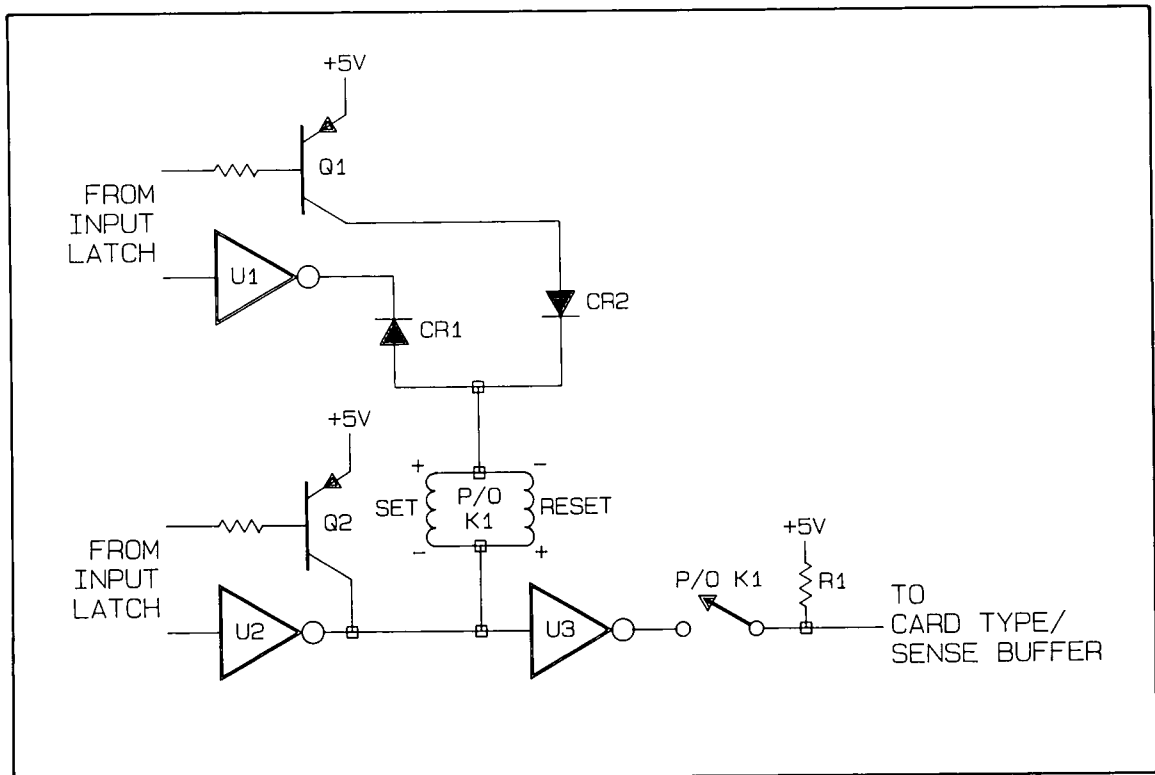 +5V
Q1
FROM
INPUT
LATCH
U1
CR1
CR2
+5V
+
-
SET
P/O
K1
RESET
-
+
Q2
FROM
INPUT
LATCH
U2
U3
P/O K1
+5V
R1
TO
CARD TYPE/
SENSE BUFFER